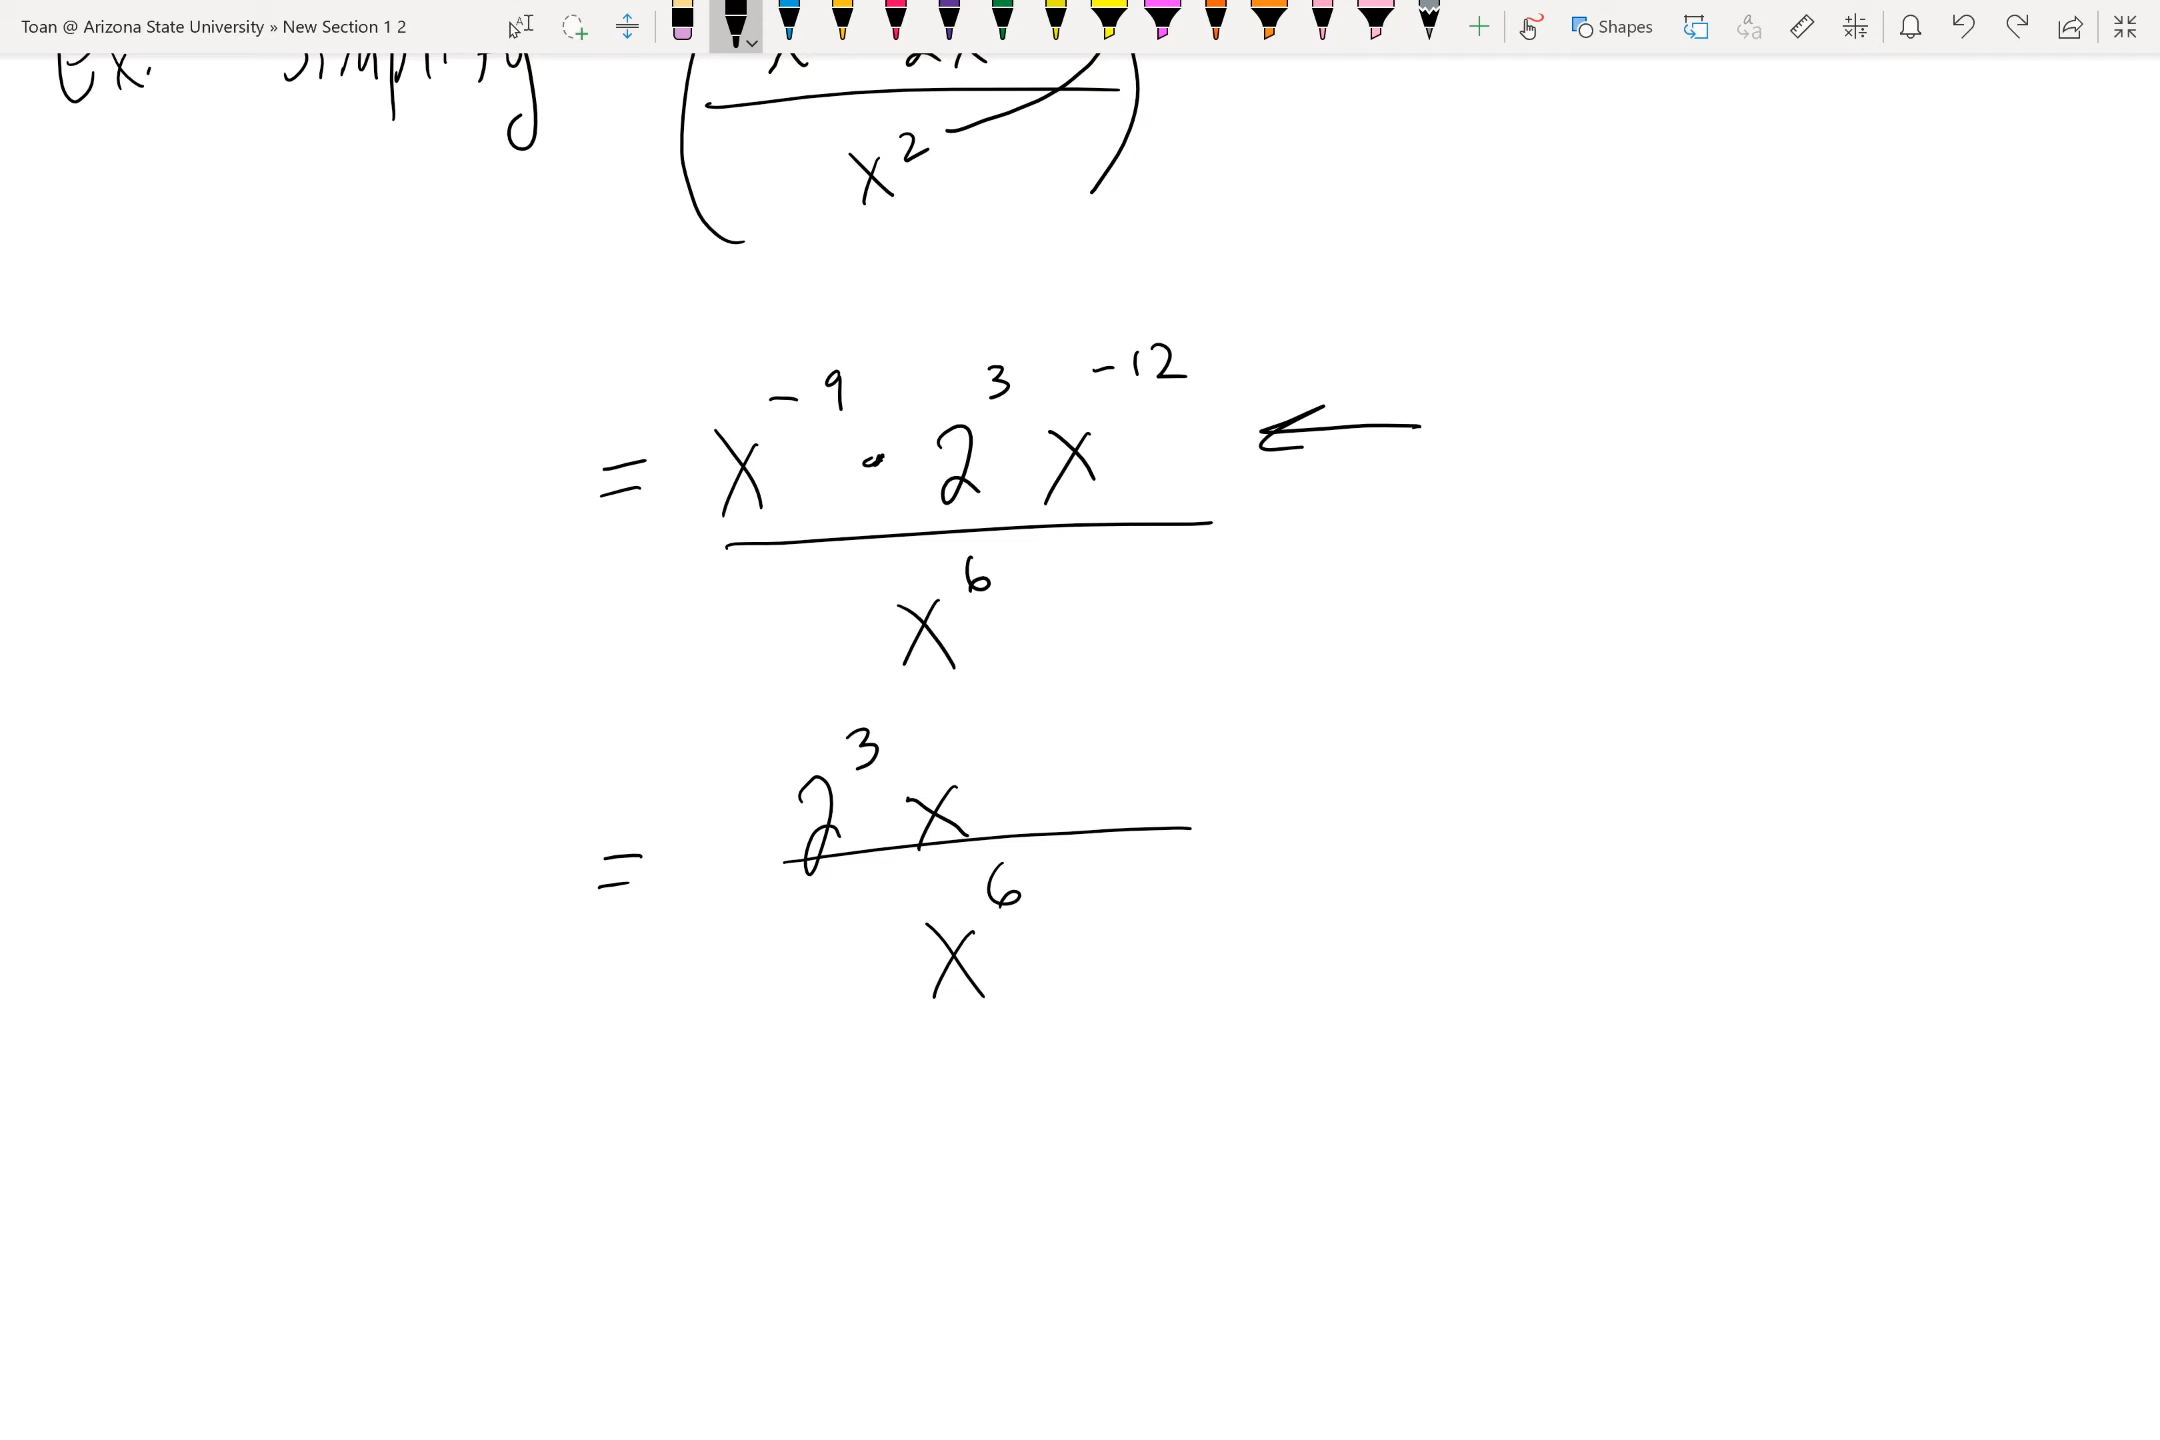 Toan @ Arizona State University » New Section 1 2
Shapes
Ex. simplify
x²
= x⁻⁹ · 2³ x⁻¹²
x⁶
= 2³ x
x⁶